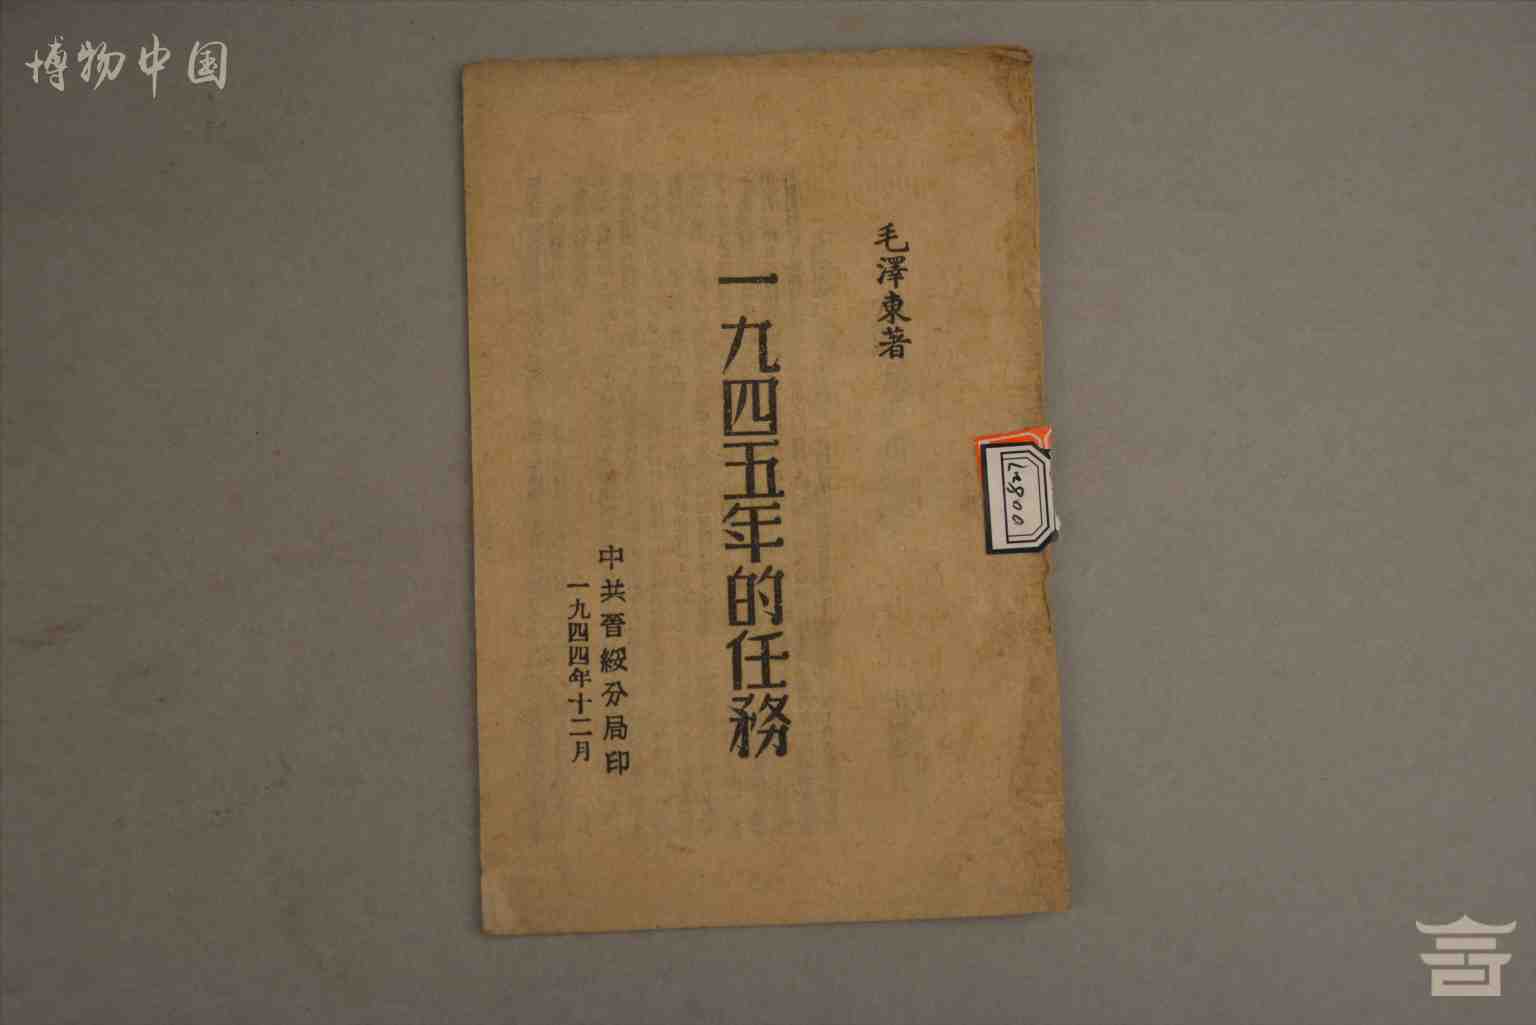 博物中国
毛澤東著
一九四五年的任務
中共晉綏分局印
一九四四年十二月